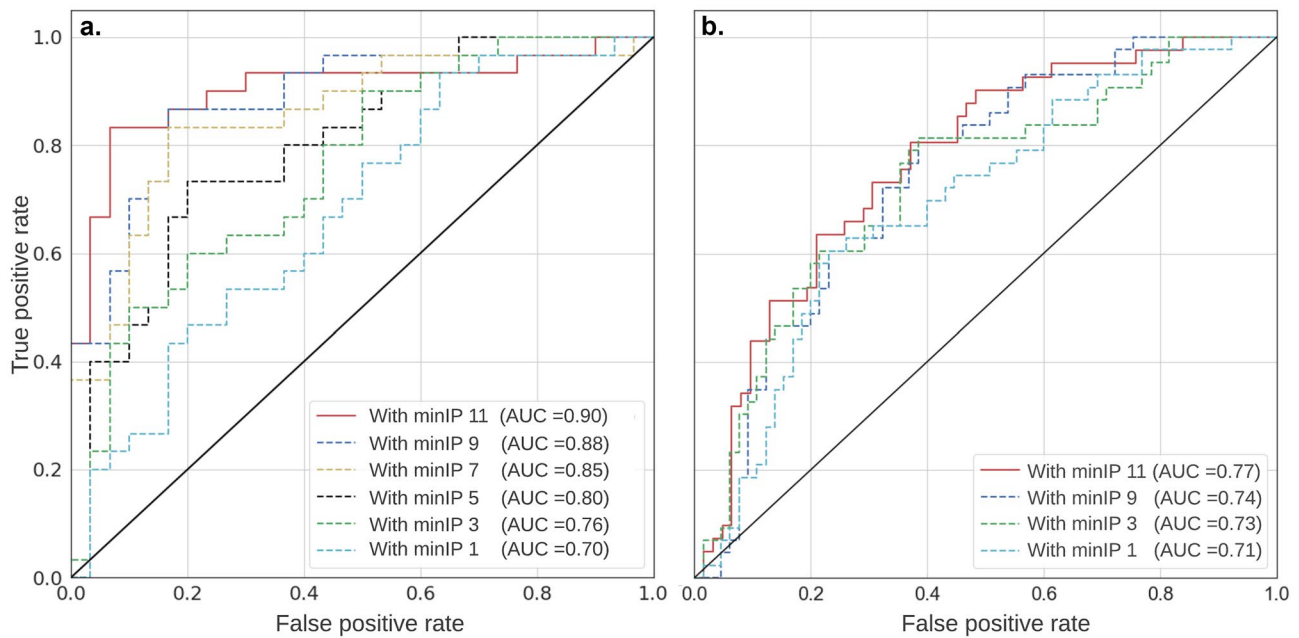 a.
True positive rate
1.0
0.8
0.6
0.4
0.2
0.0
With minIP 11 (AUC =0.90)
With minIP 9 (AUC =0.88)
With minIP 7 (AUC =0.85)
With minIP 5 (AUC =0.80)
With minIP 3 (AUC =0.76)
With minIP 1 (AUC =0.70)
0.0 0.2 0.4 0.6 0.8 1.0
False positive rate
b.
With minIP 11 (AUC =0.77)
With minIP 9 (AUC =0.74)
With minIP 3 (AUC =0.73)
With minIP 1 (AUC =0.71)
0.0 0.2 0.4 0.6 0.8 1.0
False positive rate